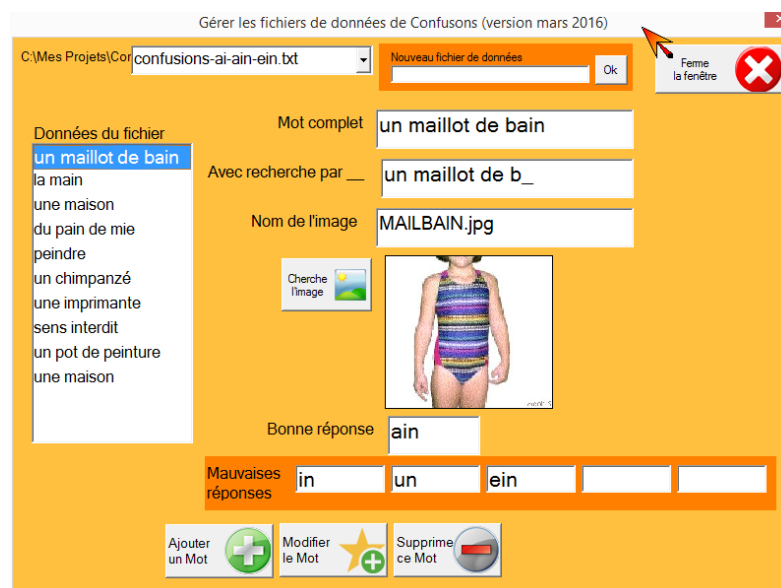 Gérer les fichiers de données de Confusons (version mars 2016)
C:\Mes Projets\Cor
confusions-ai-ain-ein.txt
Nouveau fichier de données
Ok
Ferme
la fenêtre
Données du fichier
un maillot de bain
la main
une maison
du pain de mie
peindre
un chimpanzé
une imprimante
sens interdit
un pot de peinture
une maison
Mot complet
un maillot de bain
Avec recherche par __
un maillot de b_
Nom de l'image
MAILBAIN.jpg
Cherche
l'image
Bonne réponse
ain
Mauvaises
réponses
in
un
ein
Ajouter
un Mot
Modifier
le Mot
Supprime
ce Mot